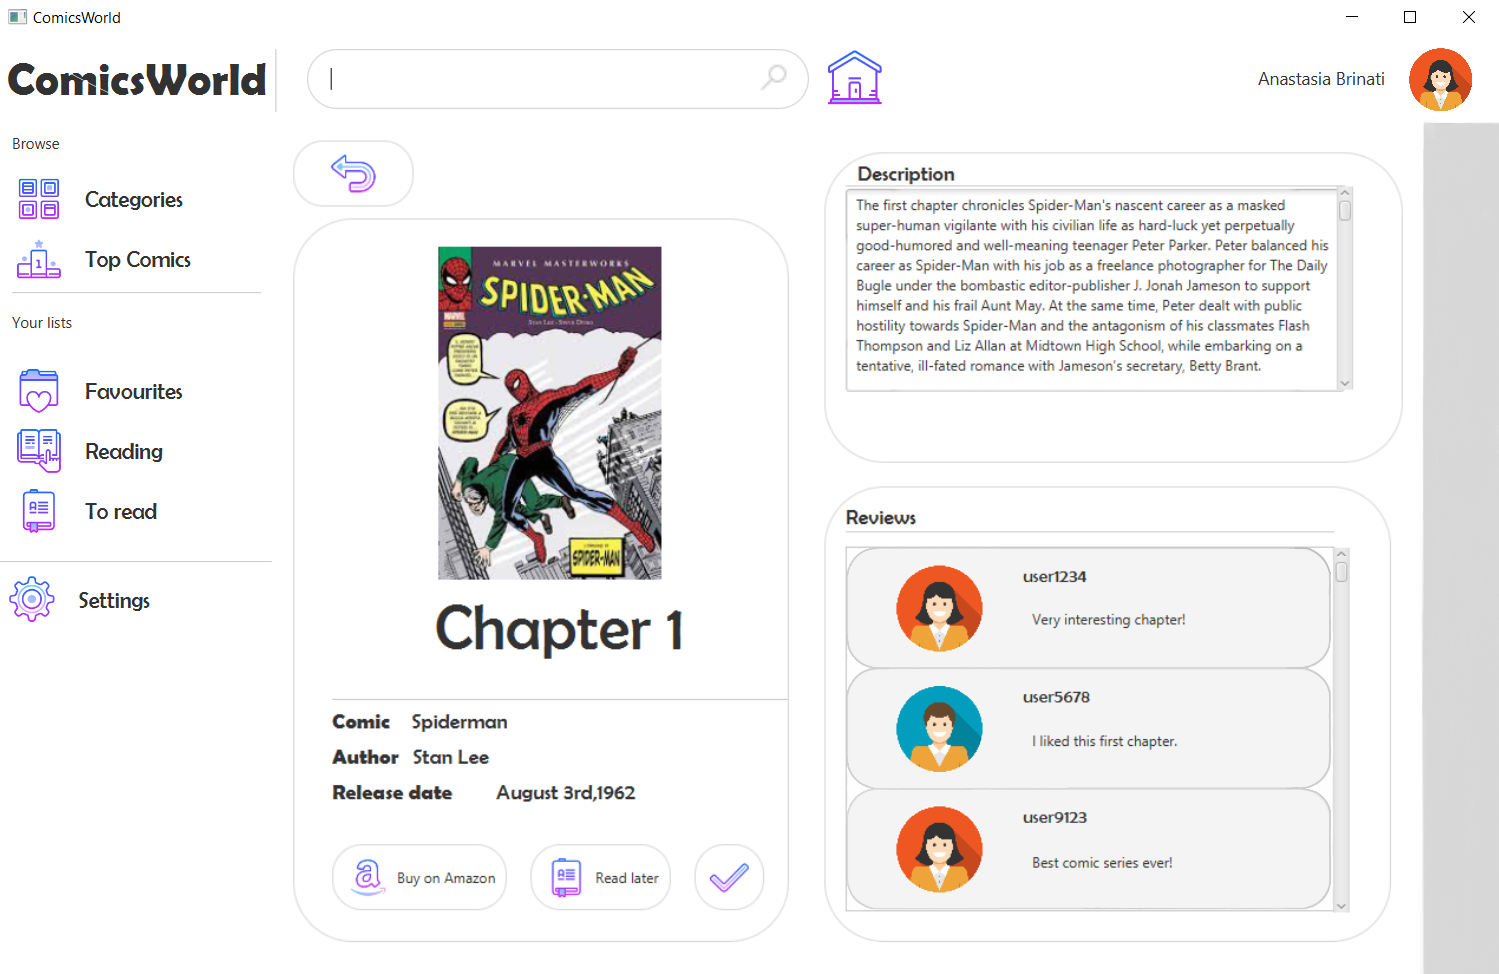 ComicsWorld
ComicsWorld
Anastasia Brinati
Browse
Categories
Top Comics
Your lists
Favourites
Reading
To read
Settings
MARVEL MASTERWORKS
SPIDER-MAN
STAN LEE • STEVE DITKO
MARVEL
SPIDER-MAN
Chapter 1
Comic Spiderman
Author Stan Lee
Release date August 3rd,1962
Buy on Amazon
Read later
Description
The first chapter chronicles Spider-Man's nascent career as a masked
super-human vigilante with his civilian life as hard-luck yet perpetually
good-humored and well-meaning teenager Peter Parker. Peter balanced his
career as Spider-Man with his job as a freelance photographer for The Daily
Bugle under the bombastic editor-publisher J. Jonah Jameson to support
himself and his frail Aunt May. At the same time, Peter dealt with public
hostility towards Spider-Man and the antagonism of his classmates Flash
Thompson and Liz Allan at Midtown High School, while embarking on a
tentative, ill-fated romance with Jameson's secretary, Betty Brant.
Reviews
user1234
Very interesting chapter!
user5678
I liked this first chapter.
user9123
Best comic series ever!